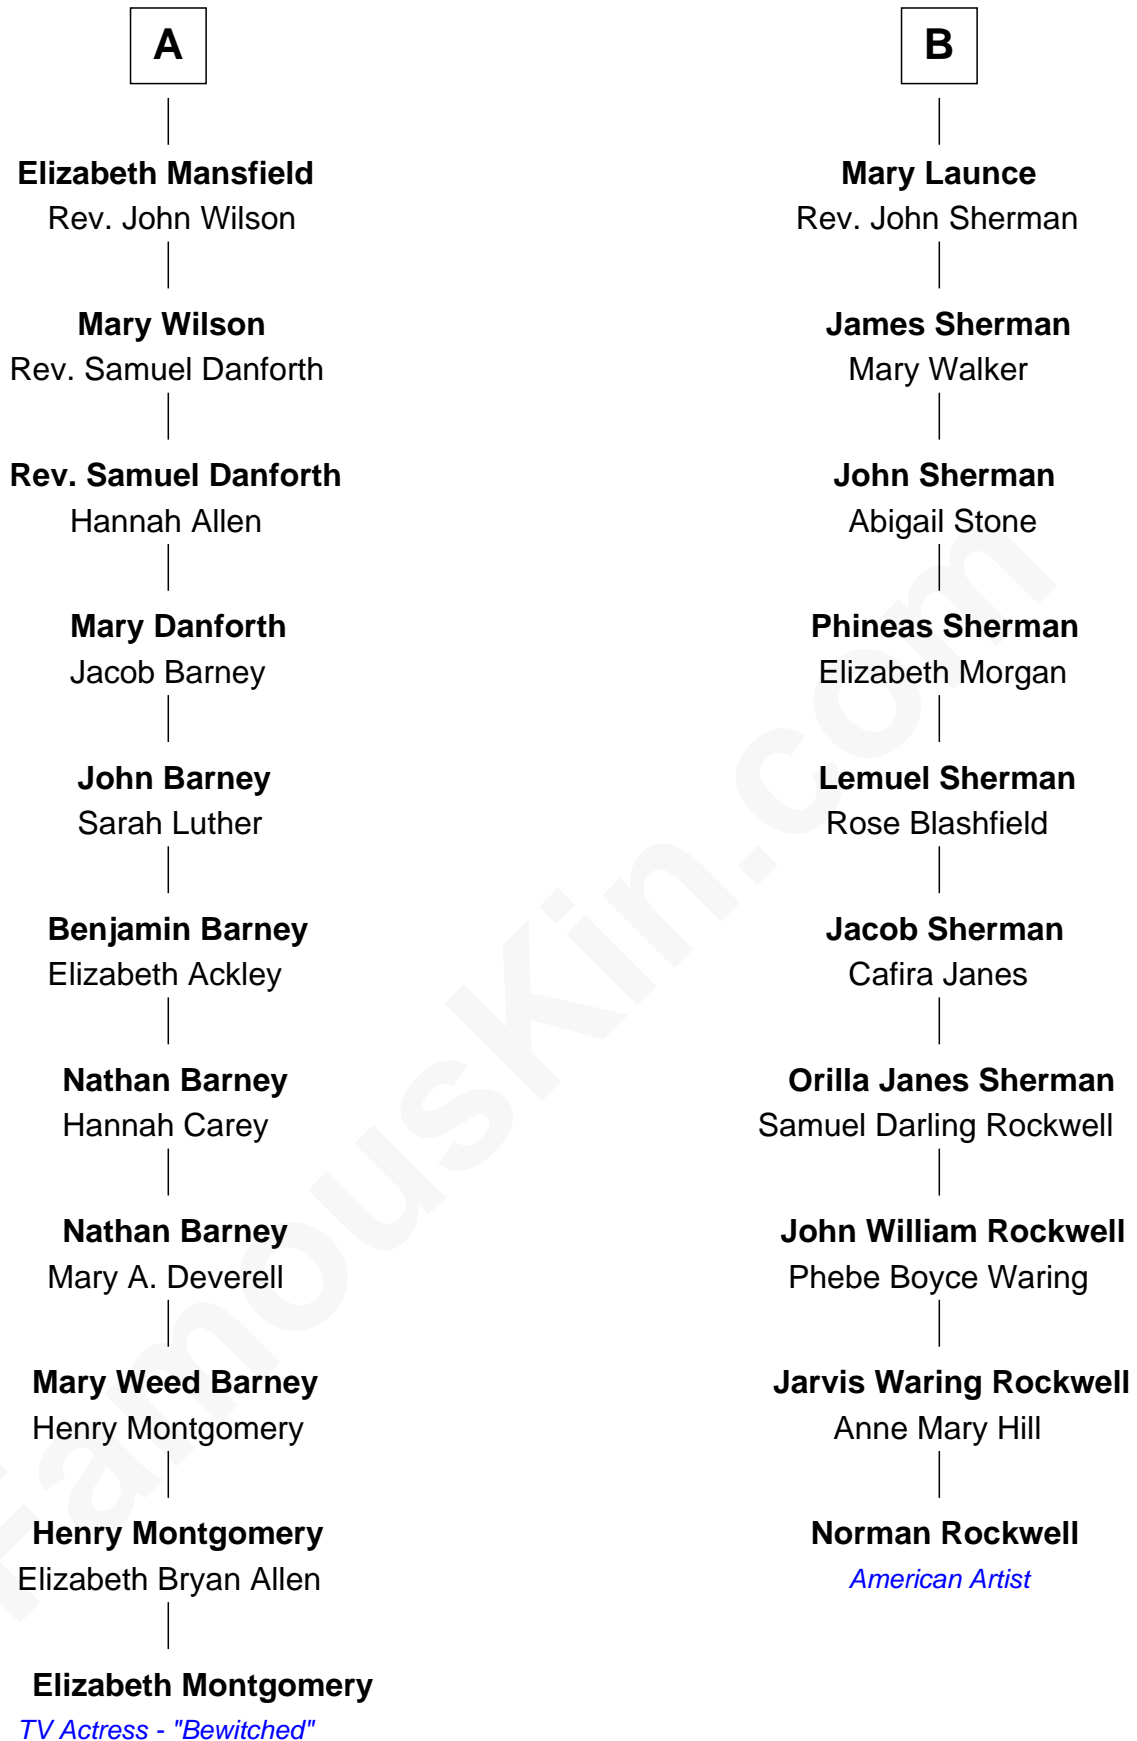 A
Elizabeth Mansfield
Rev. John Wilson
Mary Wilson
Rev. Samuel Danforth
Rev. Samuel Danforth
Hannah Allen
Mary Danforth
Jacob Barney
John Barney
Sarah Luther
Benjamin Barney
Elizabeth Ackley
Nathan Barney
Hannah Carey
Nathan Barney
Mary A. Deverell
Mary Weed Barney
Henry Montgomery
Henry Montgomery
Elizabeth Bryan Allen
Elizabeth Montgomery
TV Actress - "Bewitched"
B
Mary Launce
Rev. John Sherman
James Sherman
Mary Walker
John Sherman
Abigail Stone
Phineas Sherman
Elizabeth Morgan
Lemuel Sherman
Rose Blashfield
Jacob Sherman
Cafira Janes
Orilla Janes Sherman
Samuel Darling Rockwell
John William Rockwell
Phebe Boyce Waring
Jarvis Waring Rockwell
Anne Mary Hill
Norman Rockwell
American Artist
FamousKin.com